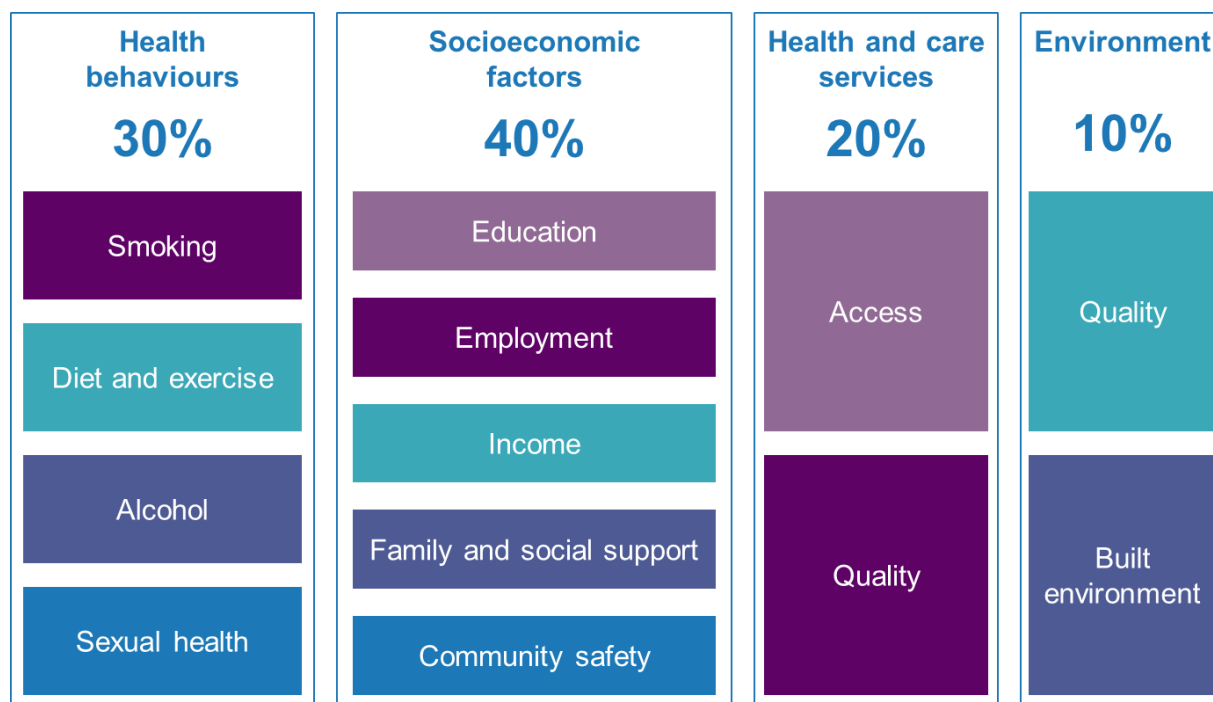 Health
behaviours
30%
Smoking
Diet and exercise
Alcohol
Sexual health
Socioeconomic
factors
40%
Education
Employment
Income
Family and social support
Community safety
Health and care
services
20%
Access
Quality
Environment
10%
Quality
Built
environment